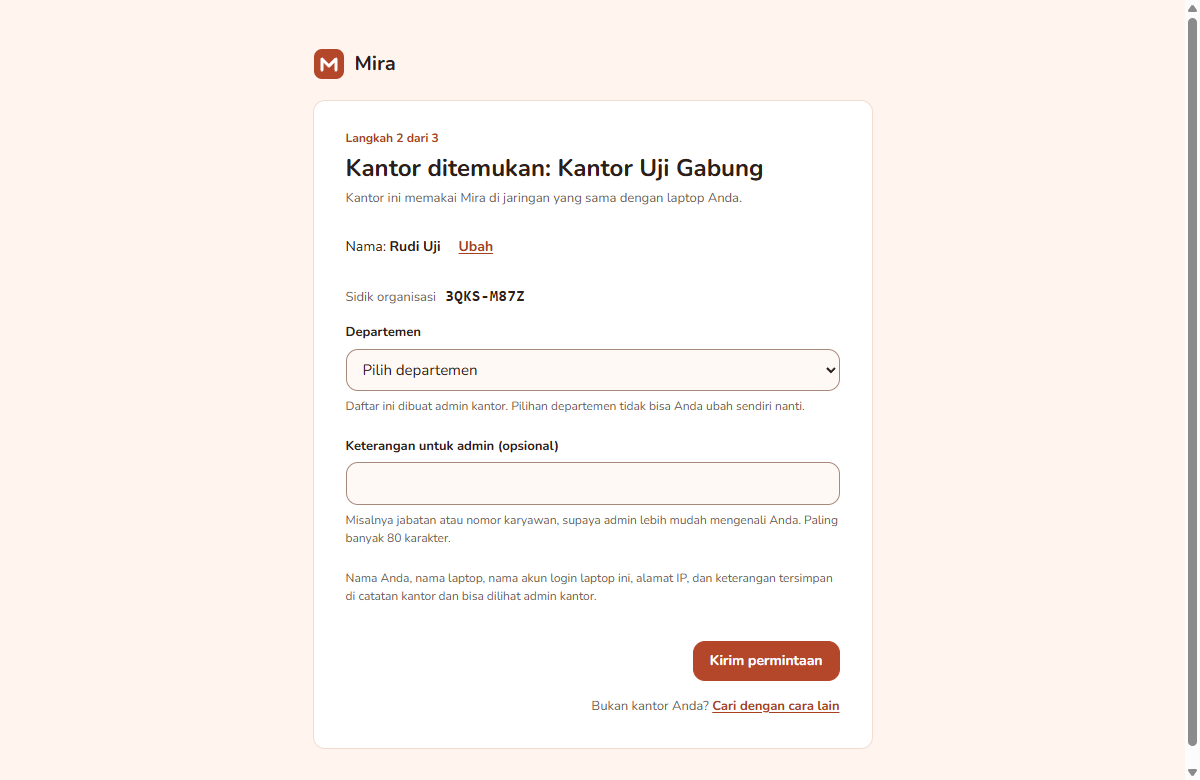 Mira
Langkah 2 dari 3
Kantor ditemukan: Kantor Uji Gabung
Kantor ini memakai Mira di jaringan yang sama dengan laptop Anda.
Nama: Rudi Uji Ubah
Sidik organisasi 3QKS-M87Z
Departemen
Pilih departemen
Daftar ini dibuat admin kantor. Pilihan departemen tidak bisa Anda ubah sendiri nanti.
Keterangan untuk admin (opsional)
Misalnya jabatan atau nomor karyawan, supaya admin lebih mudah mengenali Anda. Paling
banyak 80 karakter.
Nama Anda, nama laptop, nama akun login laptop ini, alamat IP, dan keterangan tersimpan
di catatan kantor dan bisa dilihat admin kantor.
Kirim permintaan
Bukan kantor Anda? Cari dengan cara lain